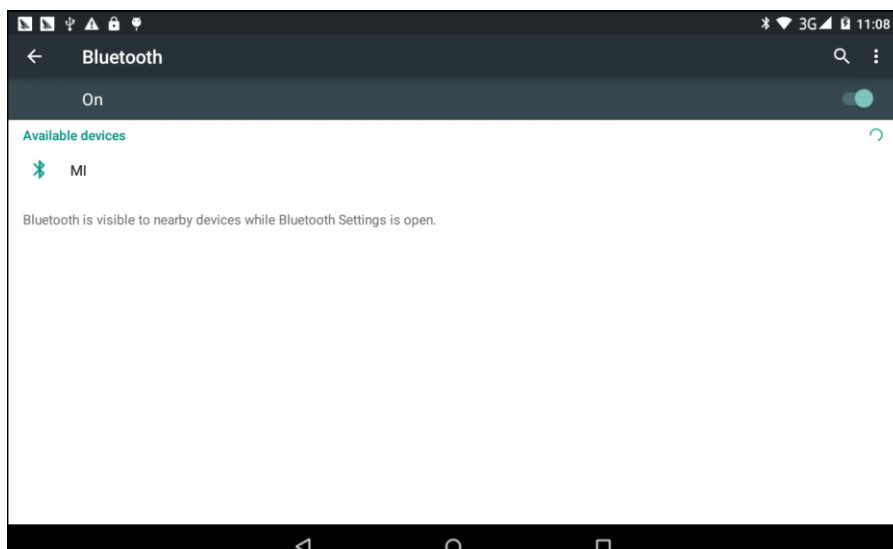 3G 11:08
Bluetooth
On
Available devices
MI
Bluetooth is visible to nearby devices while Bluetooth Settings is open.